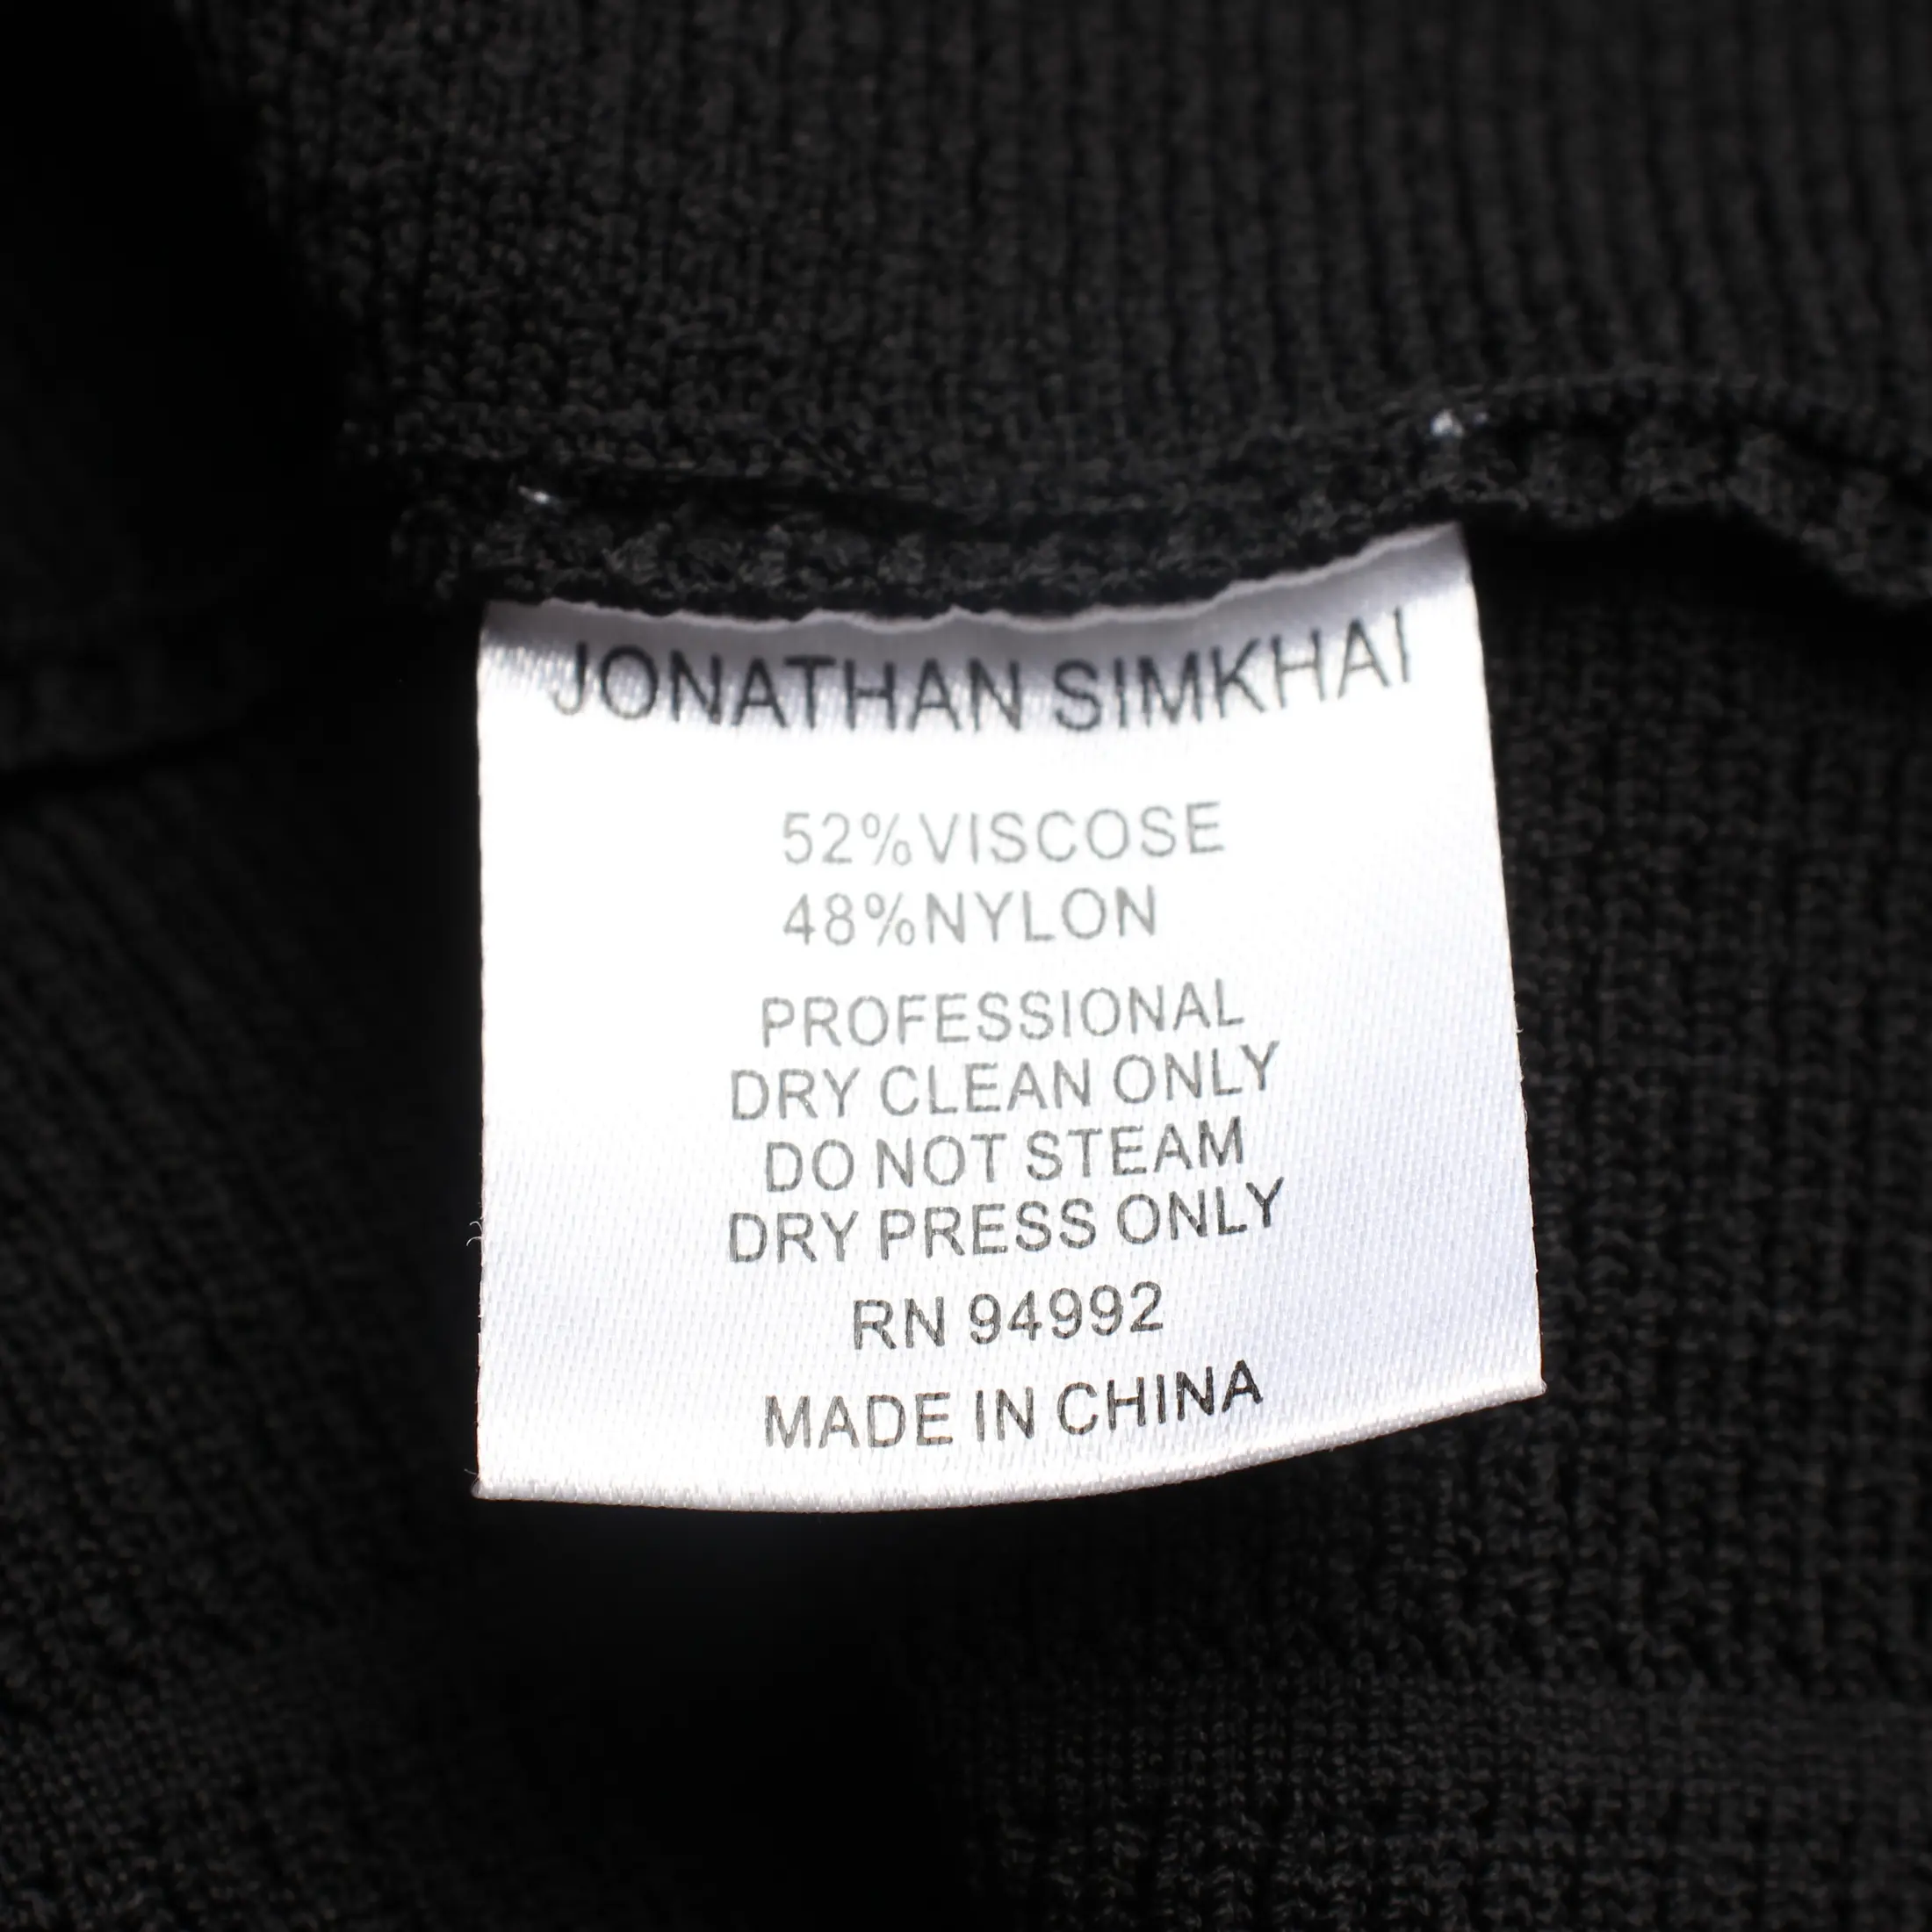 JONATHAN SIMKHAI
52%VISCOSE
48%NYLON
PROFESSIONAL
DRY CLEAN ONLY
DO NOT STEAM
DRY PRESS ONLY
RN 94992
MADE IN CHINA